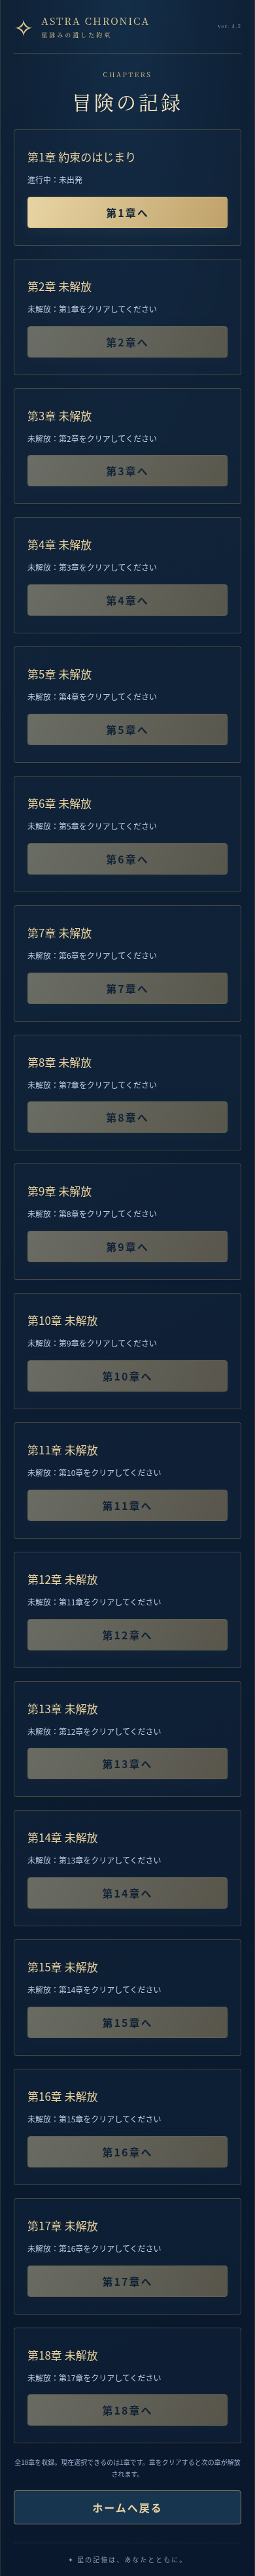 ASTRA CHRONICA
星詠みの遺した約束
Ver. 4.5
CHAPTERS
冒険の記録
第1章 約束のはじまり
進行中：未出発
第1章へ
第2章 未解放
未解放：第1章をクリアしてください
第2章へ
第3章 未解放
未解放：第2章をクリアしてください
第3章へ
第4章 未解放
未解放：第3章をクリアしてください
第4章へ
第5章 未解放
未解放：第4章をクリアしてください
第5章へ
第6章 未解放
未解放：第5章をクリアしてください
第6章へ
第7章 未解放
未解放：第6章をクリアしてください
第7章へ
第8章 未解放
未解放：第7章をクリアしてください
第8章へ
第9章 未解放
未解放：第8章をクリアしてください
第9章へ
第10章 未解放
未解放：第9章をクリアしてください
第10章へ
第11章 未解放
未解放：第10章をクリアしてください
第11章へ
第12章 未解放
未解放：第11章をクリアしてください
第12章へ
第13章 未解放
未解放：第12章をクリアしてください
第13章へ
第14章 未解放
未解放：第13章をクリアしてください
第14章へ
第15章 未解放
未解放：第14章をクリアしてください
第15章へ
第16章 未解放
未解放：第15章をクリアしてください
第16章へ
第17章 未解放
未解放：第16章をクリアしてください
第17章へ
第18章 未解放
未解放：第17章をクリアしてください
第18章へ
全18章を収録。現在選択できるのは1章です。章をクリアすると次の章が解放
されます。
ホームへ戻る
✦ 星の記憶は、あなたとともに。